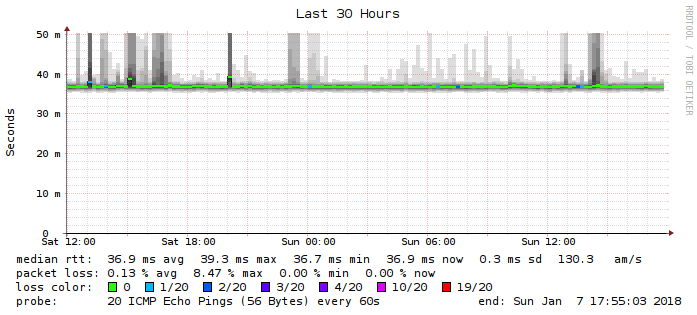 Last 30 Hours
RRDTOOL / TOBI OETIKER
Seconds
50 m
40 m
30 m
20 m
10 m
0
Sat 12:00 Sat 18:00 Sun 00:00 Sun 06:00 Sun 12:00
median rtt: 36.9 ms avg 39.3 ms max 36.7 ms min 36.9 ms now 0.3 ms sd 130.3 am/s
packet loss: 0.13 % avg 8.47 % max 0.00 % min 0.00 % now
loss color: 0 1/20 2/20 3/20 4/20 10/20 19/20
probe: 20 ICMP Echo Pings (56 Bytes) every 60s end: Sun Jan 7 17:55:03 2018